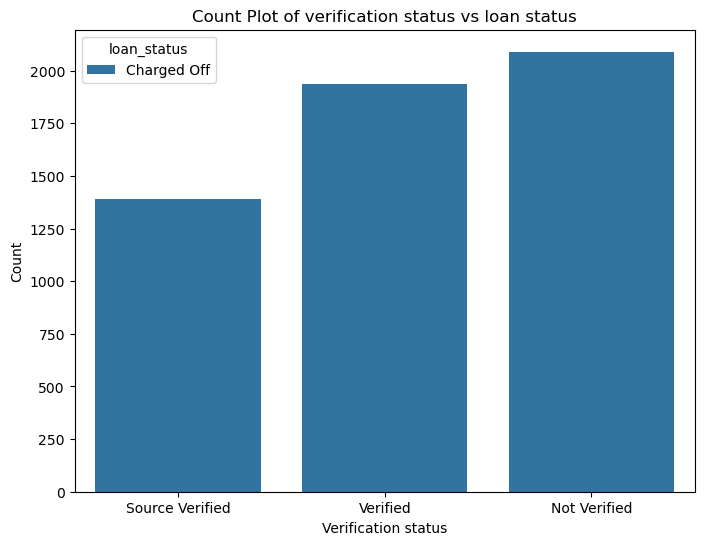 Count Plot of verification status vs loan status
loan_status
Charged Off
2000
1750
1500
1250
1000
750
500
250
0
Count
Source Verified
Verified
Not Verified
Verification status